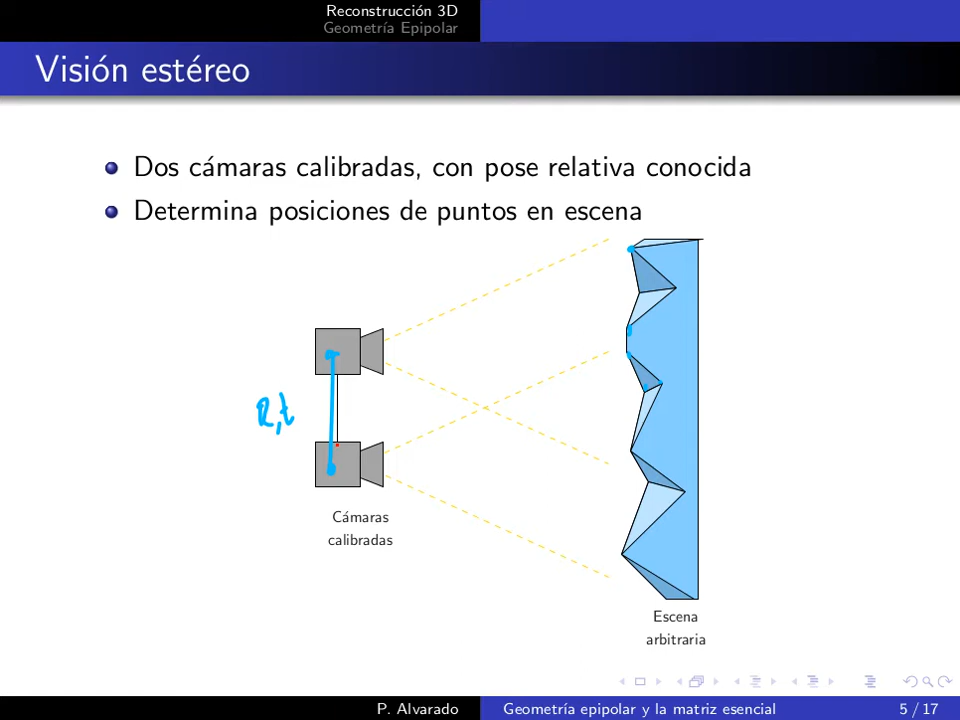 Reconstrucción 3D
Geometría Epipolar
Visión estéreo
Dos cámaras calibradas, con pose relativa conocida
Determina posiciones de puntos en escena
R,t
Cámaras
calibradas
Escena
arbitraria
P. Alvarado
Geometría epipolar y la matriz esencial
5 / 17